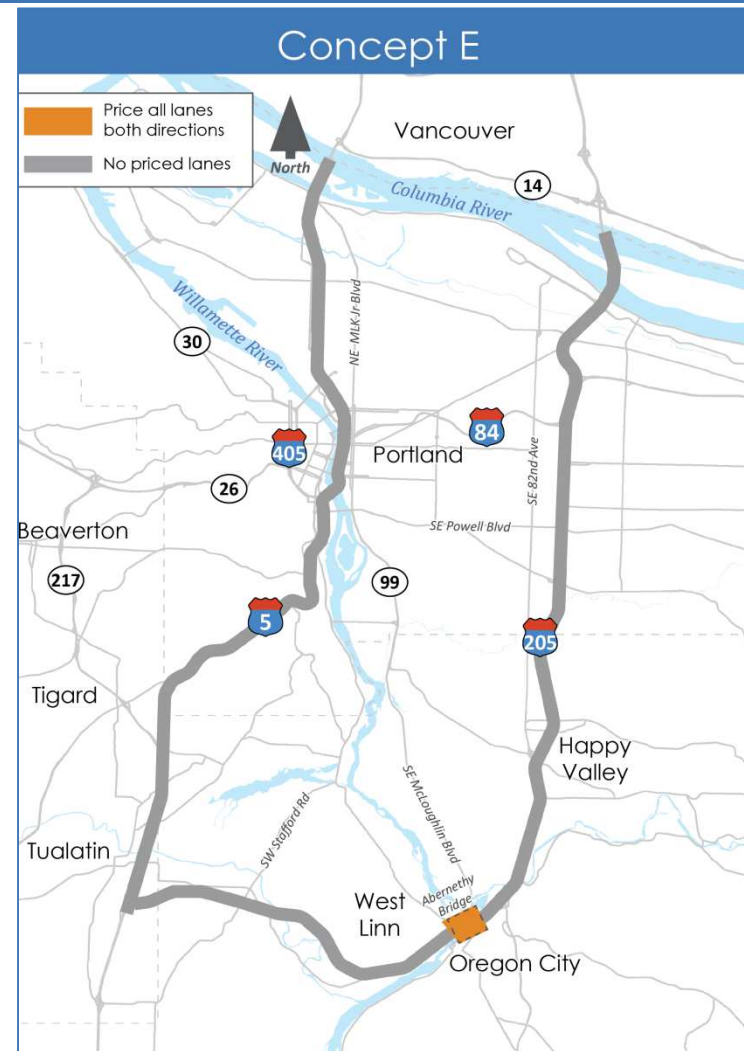 Concept E
Price all lanes
both directions
No priced lanes
North
Vancouver
14
Columbia River
NE MLK Jr Blvd
Willamette River
30
405
84
Portland
26
SE 82nd Ave
SE Powell Blvd
Beaverton
217
99
5
205
Tigard
Happy
Valley
SE McLoughlin Blvd
SW Stafford Rd
Tualatin
Abernethy
Bridge
West
Linn
Oregon City